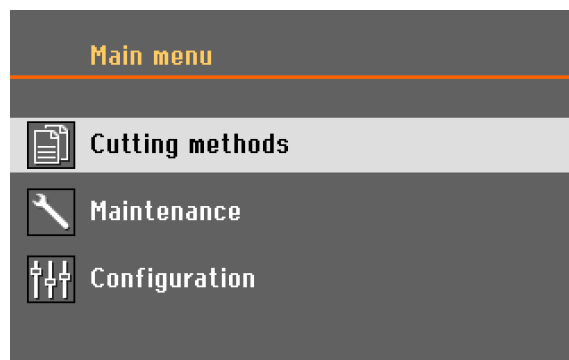 Main menu
Cutting methods
Maintenance
Configuration